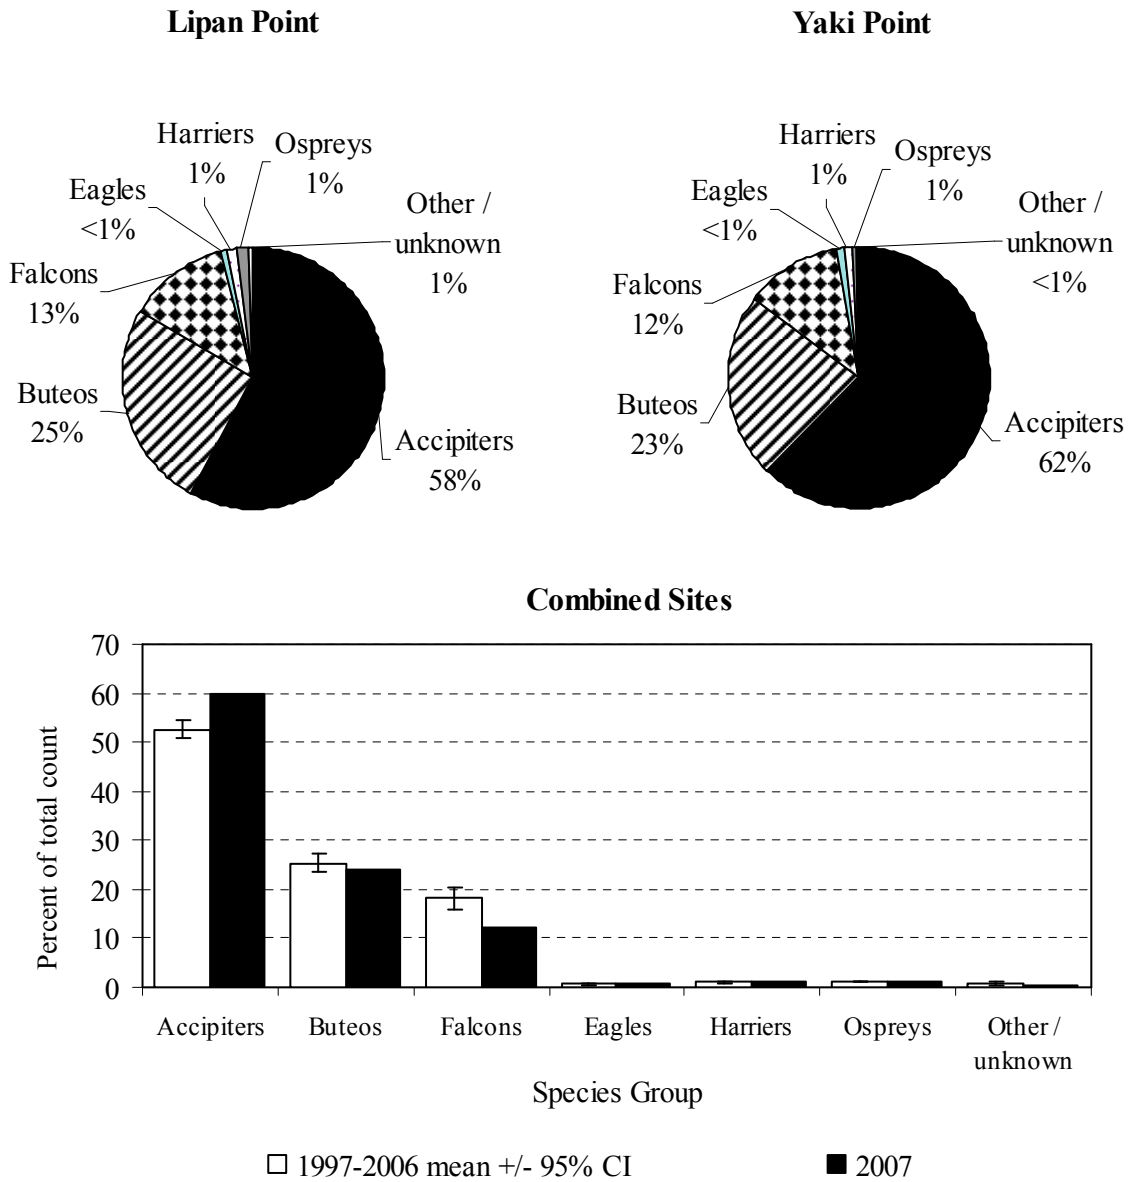 Lipan Point
Harriers
1%
Ospreys
1%
Eagles
<1%
Other /
unknown
1%
Falcons
13%
Buteos
25%
Accipiters
58%
Yaki Point
Harriers
1%
Ospreys
1%
Eagles
<1%
Other /
unknown
<1%
Falcons
12%
Buteos
23%
Accipiters
62%
Combined Sites
Percent of total count
70
60
50
40
30
20
10
0
Accipiters
Buteos
Falcons
Eagles
Harriers
Ospreys
Other /
unknown
Species Group
1997-2006 mean +/- 95% CI
2007